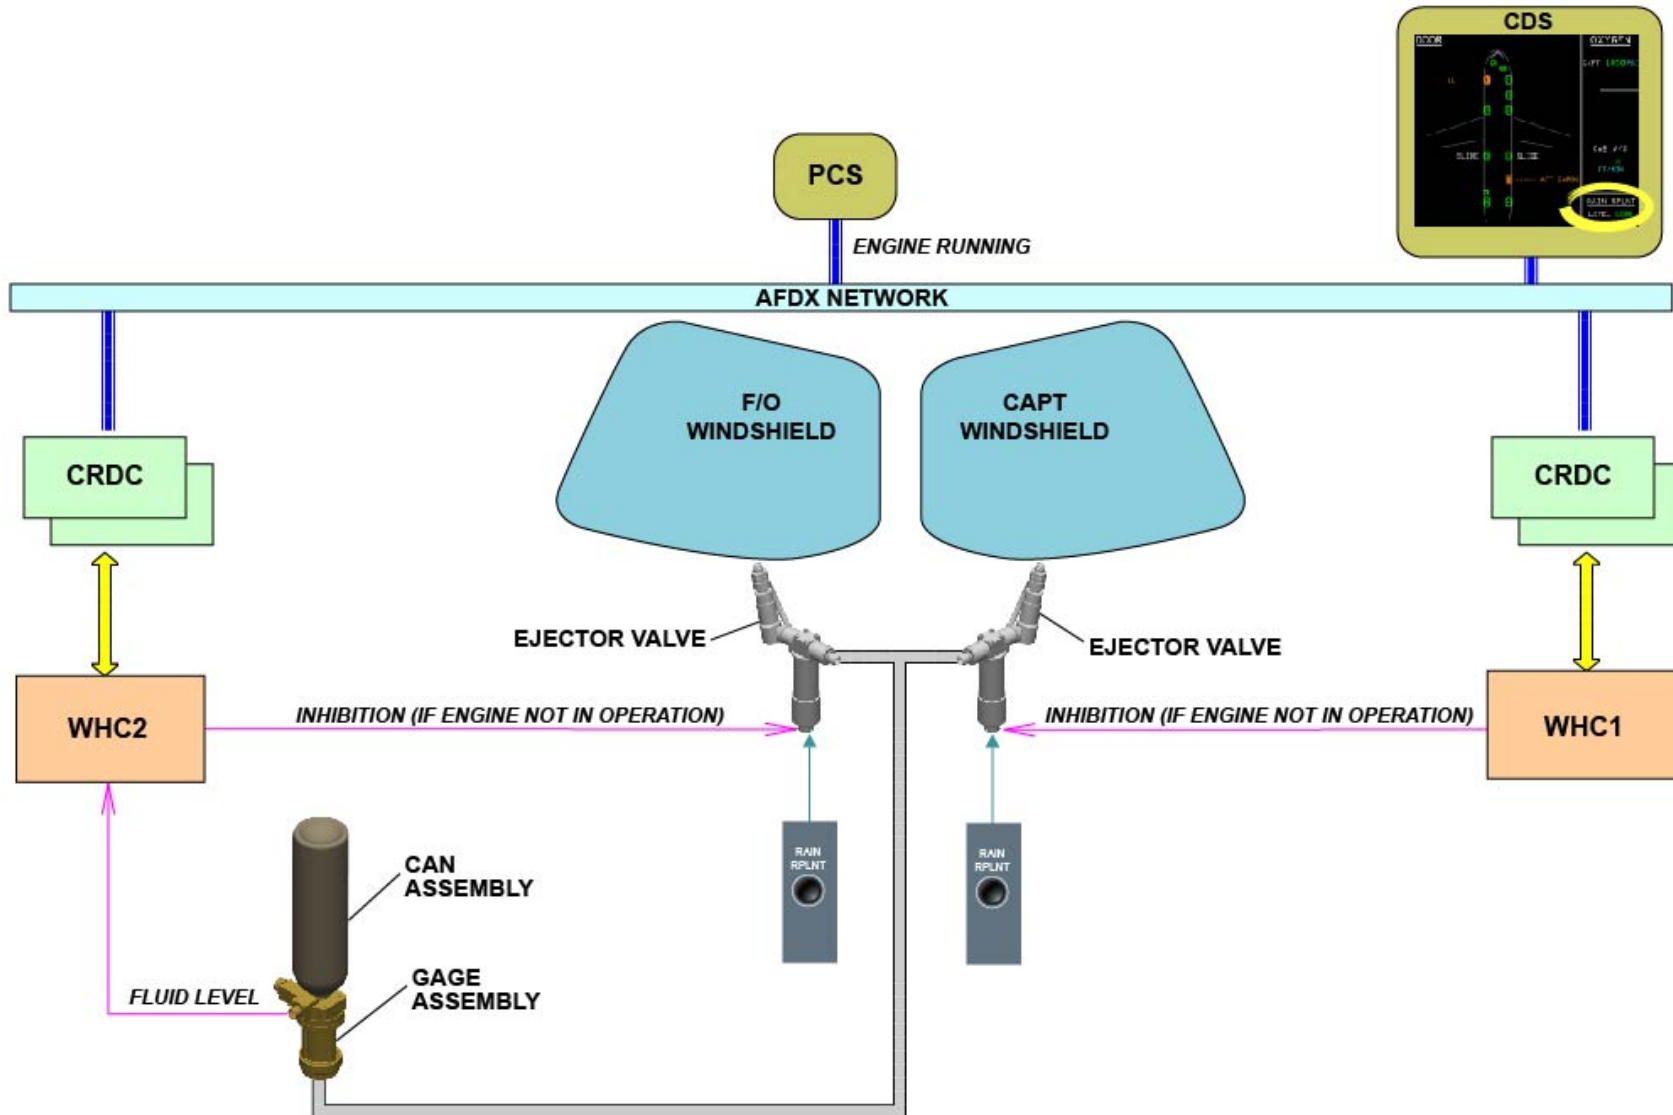 CDS
DOOR
OXYGEN
SLIDE
SLIDE
RAIN RPLNT
PCS
ENGINE RUNNING
AFDX NETWORK
F/O
WINDSHIELD
CAPT
WINDSHIELD
CRDC
CRDC
EJECTOR VALVE
EJECTOR VALVE
WHC2
INHIBITION (IF ENGINE NOT IN OPERATION)
INHIBITION (IF ENGINE NOT IN OPERATION)
WHC1
RAIN
RPLNT
RAIN
RPLNT
CAN
ASSEMBLY
GAGE
ASSEMBLY
FLUID LEVEL